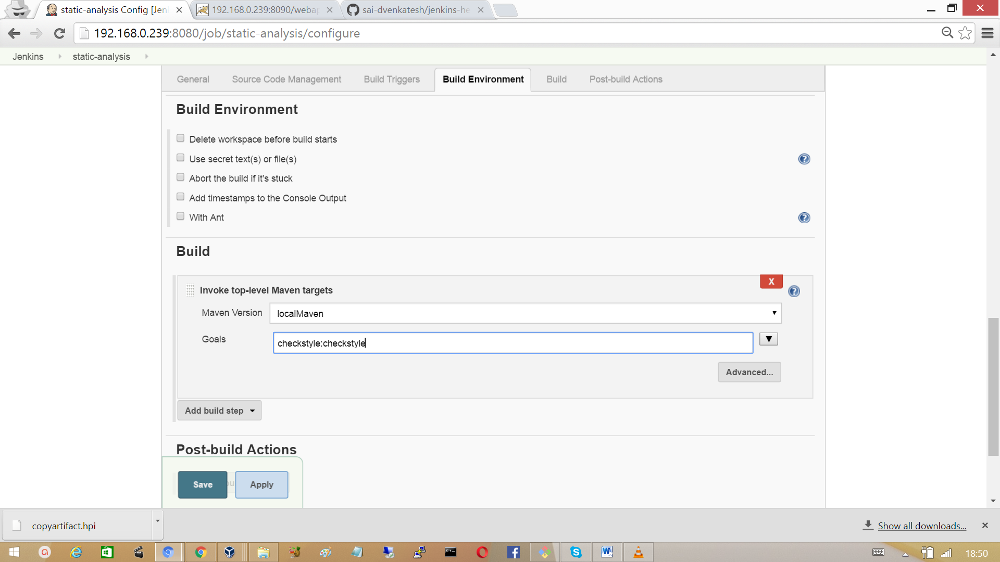 static-analysis Config [Jen
192.168.0.239:8090/weba
sai-dvenkatesh/jenkins-he
192.168.0.239:8080/job/static-analysis/configure
Jenkins
static-analysis
General
Source Code Management
Build Triggers
Build Environment
Build
Post-build Actions
Build Environment
Delete workspace before build starts
Use secret text(s) or file(s)
Abort the build if it's stuck
Add timestamps to the Console Output
With Ant
Build
Invoke top-level Maven targets
X
Maven Version
localMaven
Goals
checkstyle:checkstyle
Advanced...
Add build step
Post-build Actions
Save
Apply
copyartifact.hpi
Show all downloads...
18:50